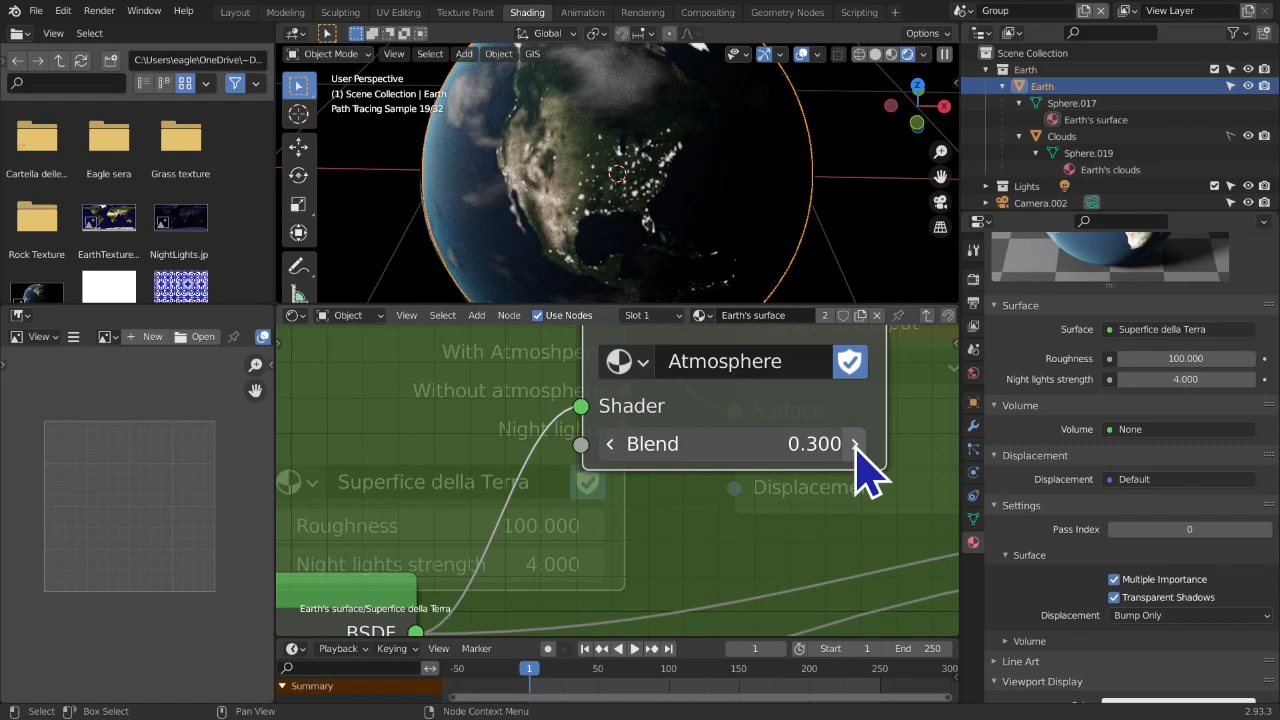 File Edit Render Window Help Layout Modeling Sculpting UV Editing Texture Paint Shading Animation Rendering Compositing Geometry Nodes Scripting + Group View Layer
View Select
Global
Options
C:\Users\eagle\OneDrive\~D...
Cartella delle...
Eagle sera
Grass texture
Rock Texture
EarthTexture...
NightLights.jp
Object Mode View Select Add Object GIS
User Perspective
(1) Scene Collection | Earth
Path Tracing Sample 19/32
Z
X
Scene Collection
Earth
Earth
Sphere.017
Earth's surface
Clouds
Sphere.019
Earth's clouds
Lights
Camera.002
View
New
Open
Object View Select Add Node Use Nodes Slot 1 Earth's surface 2
With Atmoshpe
Without atmosphe
Night lig
Atmosphere
Shader
Blend 0.300
Surface
Displaceme
Superfice della Terra
Roughness 100.000
Night lights strength 4.000
Earth's surface/Superfice della Terra
BSDF
Surface
Surface Superfice della Terra
Roughness 100.000
Night lights strength 4.000
Volume
Volume None
Displacement
Displacement Default
Settings
Pass Index 0
Surface
Multiple Importance
Transparent Shadows
Displacement Bump Only
Volume
Line Art
Viewport Display
Playback Keying View Marker 1 Start 1 End 250
-50 1 50 100 150 200 250 300
Summary
Select Box Select Pan View Node Context Menu 2.93.3